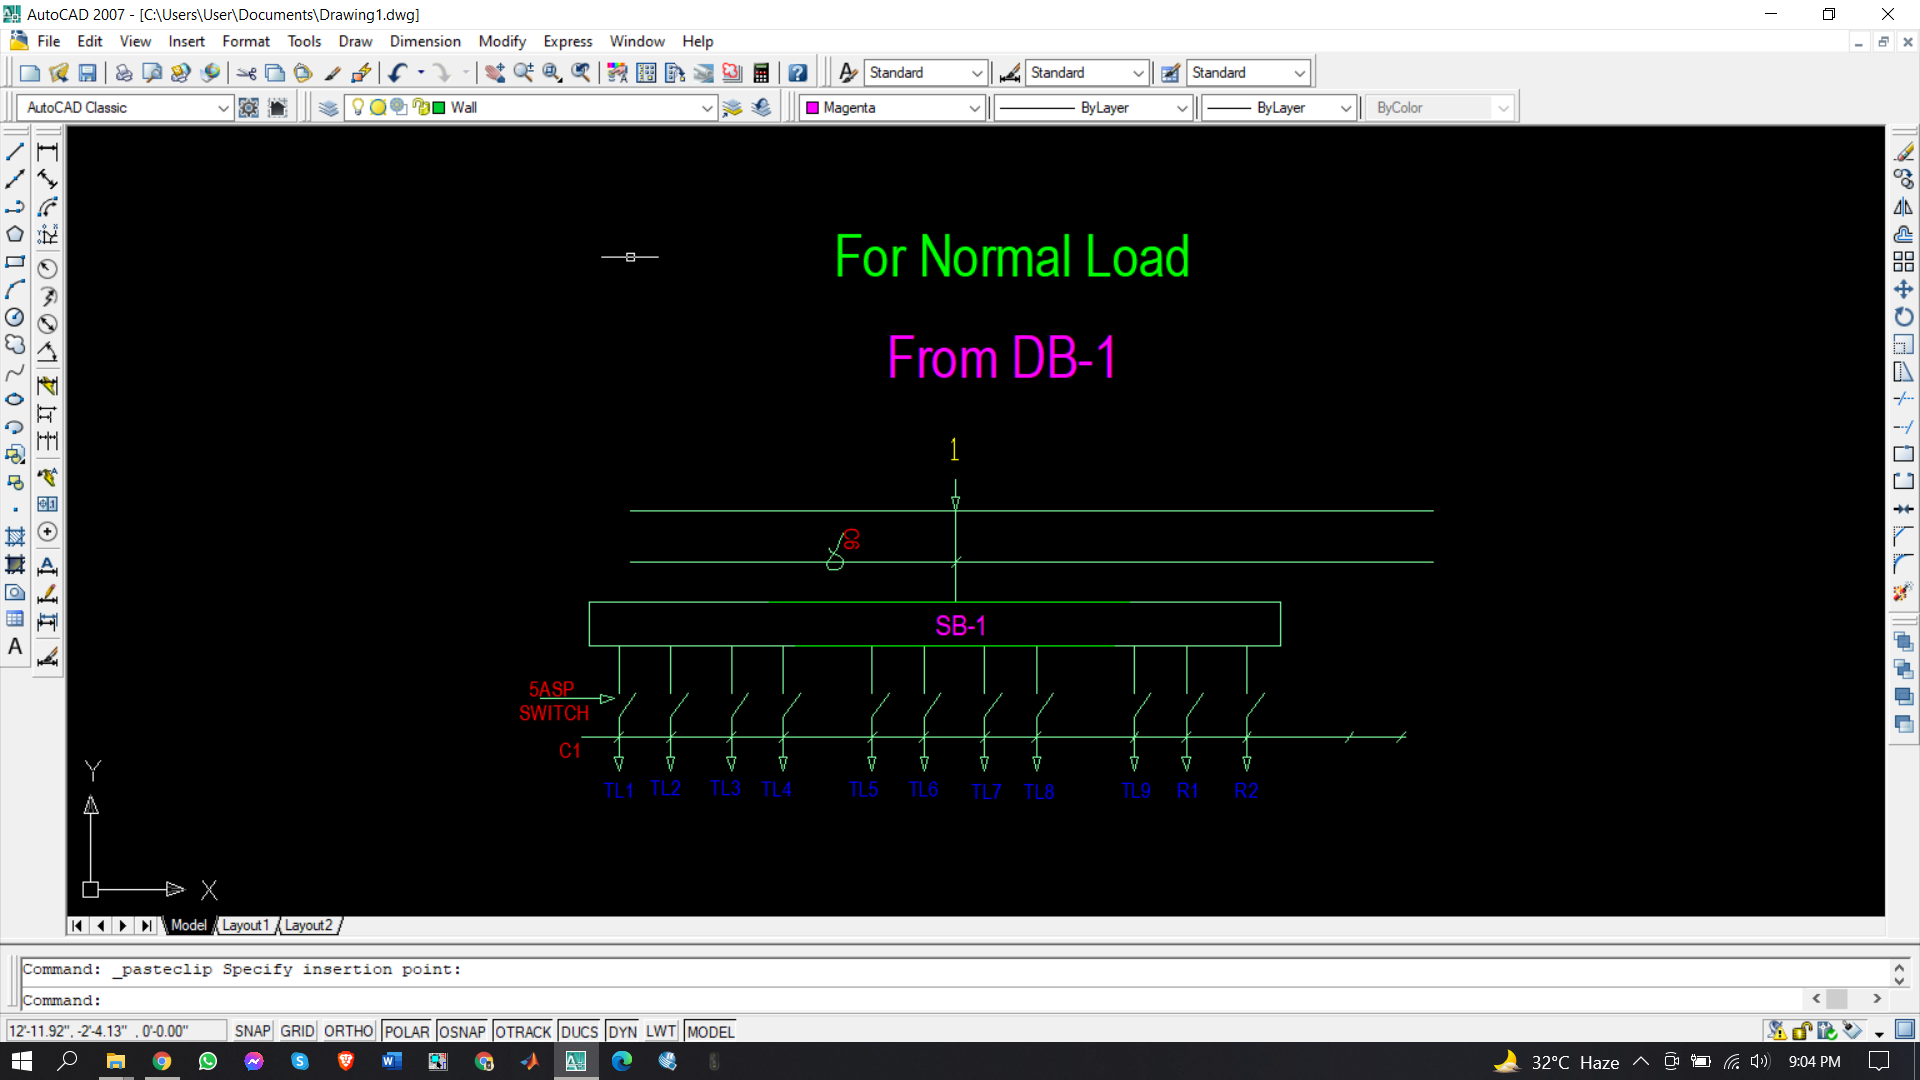 AutoCAD 2007 - [C:\Users\User\Documents\Drawing1.dwg]
File Edit View Insert Format Tools Draw Dimension Modify Express Window Help
Standard Standard Standard
AutoCAD Classic Wall Magenta ByLayer ByLayer ByColor
For Normal Load
From DB-1
1
C6
SB-1
5ASP
SWITCH
C1
TL1 TL2 TL3 TL4 TL5 TL6 TL7 TL8 TL9 R1 R2
Y
X
Model Layout1 Layout2
Command: _pasteclip Specify insertion point:
Command:
12'-11.92", -2'-4.13" , 0'-0.00" SNAP GRID ORTHO POLAR OSNAP OTRACK DUCS DYN LWT MODEL
32°C Haze 9:04 PM